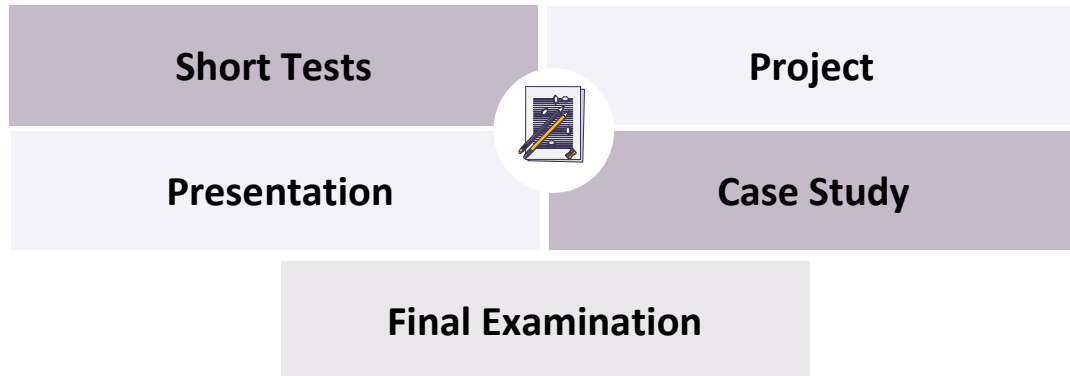 Short Tests
Project
Presentation
Case Study
Final Examination